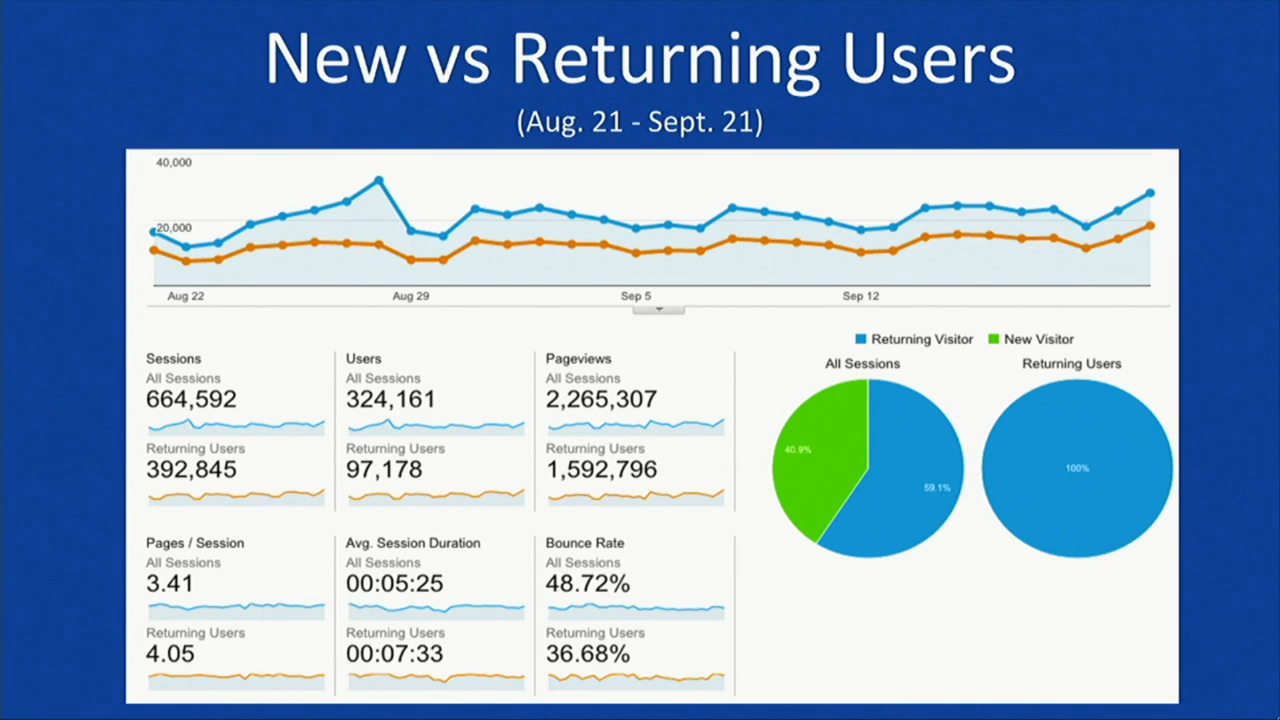 New vs Returning Users
(Aug. 21 - Sept. 21)
40,000
20,000
Aug 22 Aug 29 Sep 5 Sep 12
Returning Visitor New Visitor
All Sessions Returning Users
40.9%
59.1%
100%
Sessions
All Sessions
664,592
Returning Users
392,845
Users
All Sessions
324,161
Returning Users
97,178
Pageviews
All Sessions
2,265,307
Returning Users
1,592,796
Pages / Session
All Sessions
3.41
Returning Users
4.05
Avg. Session Duration
All Sessions
00:05:25
Returning Users
00:07:33
Bounce Rate
All Sessions
48.72%
Returning Users
36.68%